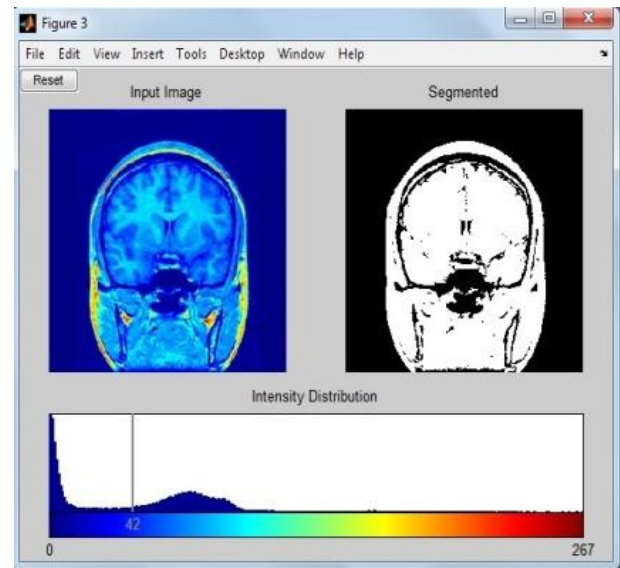 Figure 3
File Edit View Insert Tools Desktop Window Help
Reset
Input Image
Segmented
Intensity Distribution
42
0
267